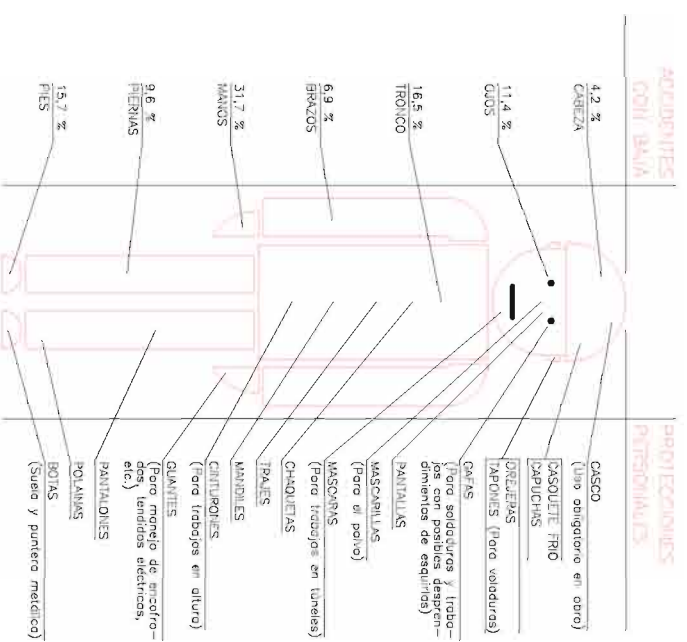 ACCIDENTES
CON BAJA
4,2 %
CABEZA
11,4 %
OJOS
16,5 %
TRONCO
6,9 %
BRAZOS
31,7 %
MANOS
9,6 %
PIERNAS
15,7 %
PIES
PROTECCIONES
PERSONALES
CASCO
(Uso obligatorio en obra)
CASQUETE FRIO
CAPUCHAS
OREJERAS
TAPONES (Para voladuras)
GAFAS
(Para soldaduras y traba-
jos con posibles despren-
dimientos de esquirlas)
PANTALLAS
MASCARILLAS
(Para el polvo)
MASCARAS
(Para trabajos en túneles)
CHAQUETAS
TRAJES
MANDILES
CINTURONES
(Para trabajos en altura)
GUANTES
(Para manejo de encofra-
dos, tendidos eléctricos,
etc.)
PANTALONES
POLAINAS
BOTAS
(Suela y puntera metálica)